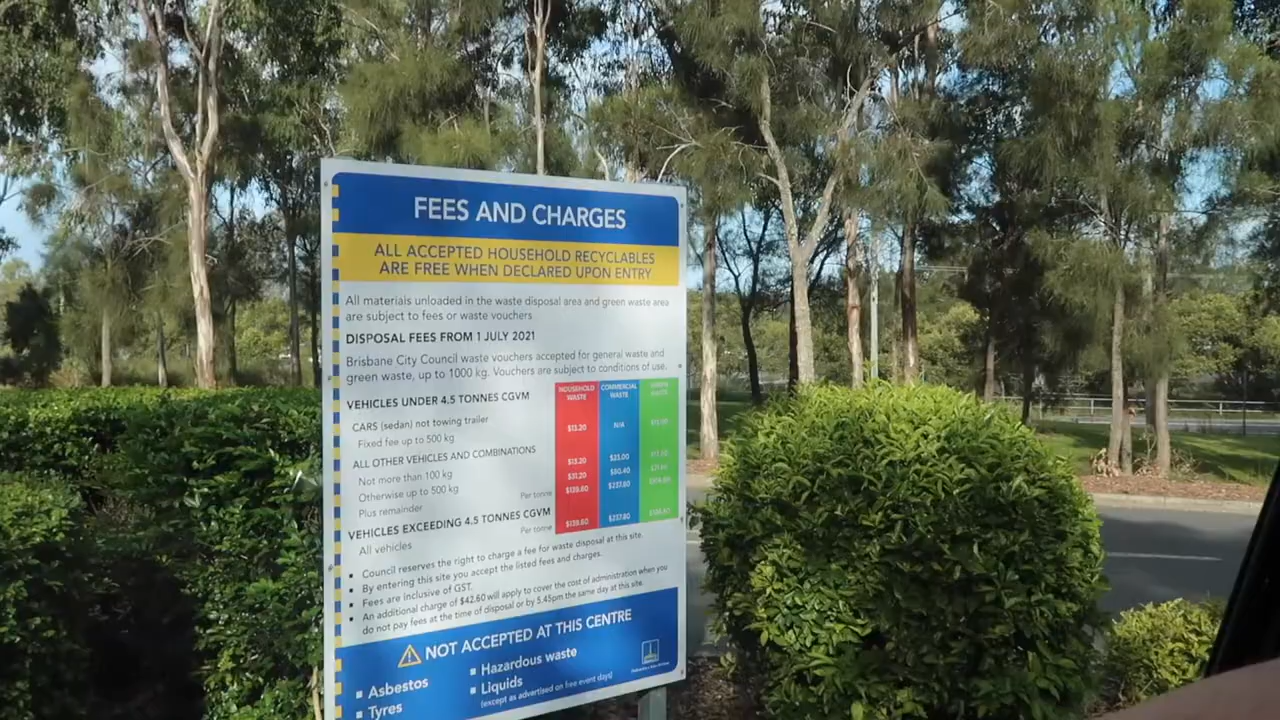 FEES AND CHARGES
ALL ACCEPTED HOUSEHOLD RECYCLABLES
ARE FREE WHEN DECLARED UPON ENTRY
All materials unloaded in the waste disposal area and green waste area
are subject to fees or waste vouchers
DISPOSAL FEES FROM 1 JULY 2021
Brisbane City Council waste vouchers accepted for general waste and
green waste, up to 1000 kg. Vouchers are subject to conditions of use.
VEHICLES UNDER 4.5 TONNES CGVM
HOUSEHOLD WASTE COMMERCIAL WASTE WASTE
CARS (sedan) not towing trailer
Fixed fee up to 500 kg $13.20 N/A
ALL OTHER VEHICLES AND COMBINATIONS
Not more than 100 kg $13.20 $23.00
Otherwise up to 500 kg $31.20 $80.40
Plus remainder Per tonne $139.60 $237.80
VEHICLES EXCEEDING 4.5 TONNES CGVM
All vehicles Per tonne $139.60 $237.80
▪ Council reserves the right to charge a fee for waste disposal at this site.
▪ By entering this site you accept the listed fees and charges.
▪ Fees are inclusive of GST.
▪ An additional charge of $42.60 will apply to cover the cost of administration when you
do not pay fees at the time of disposal or by 5.45pm the same day at this site.
NOT ACCEPTED AT THIS CENTRE
▪ Asbestos ▪ Hazardous waste
▪ Tyres ▪ Liquids
(except as advertised on free event days)